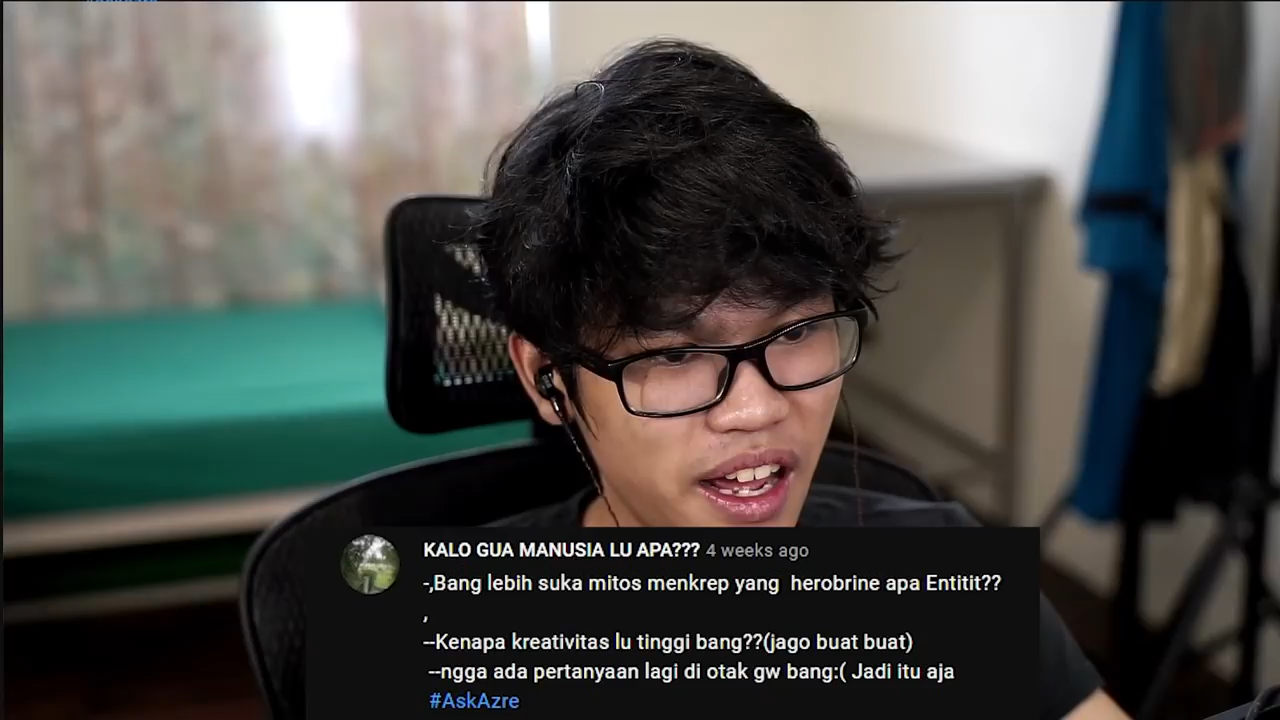 KALO GUA MANUSIA LU APA??? 4 weeks ago
-,Bang lebih suka mitos menkrep yang herobrine apa Entitit??
,
--Kenapa kreativitas lu tinggi bang??(jago buat buat)
--ngga ada pertanyaan lagi di otak gw bang:( Jadi itu aja
#AskAzre